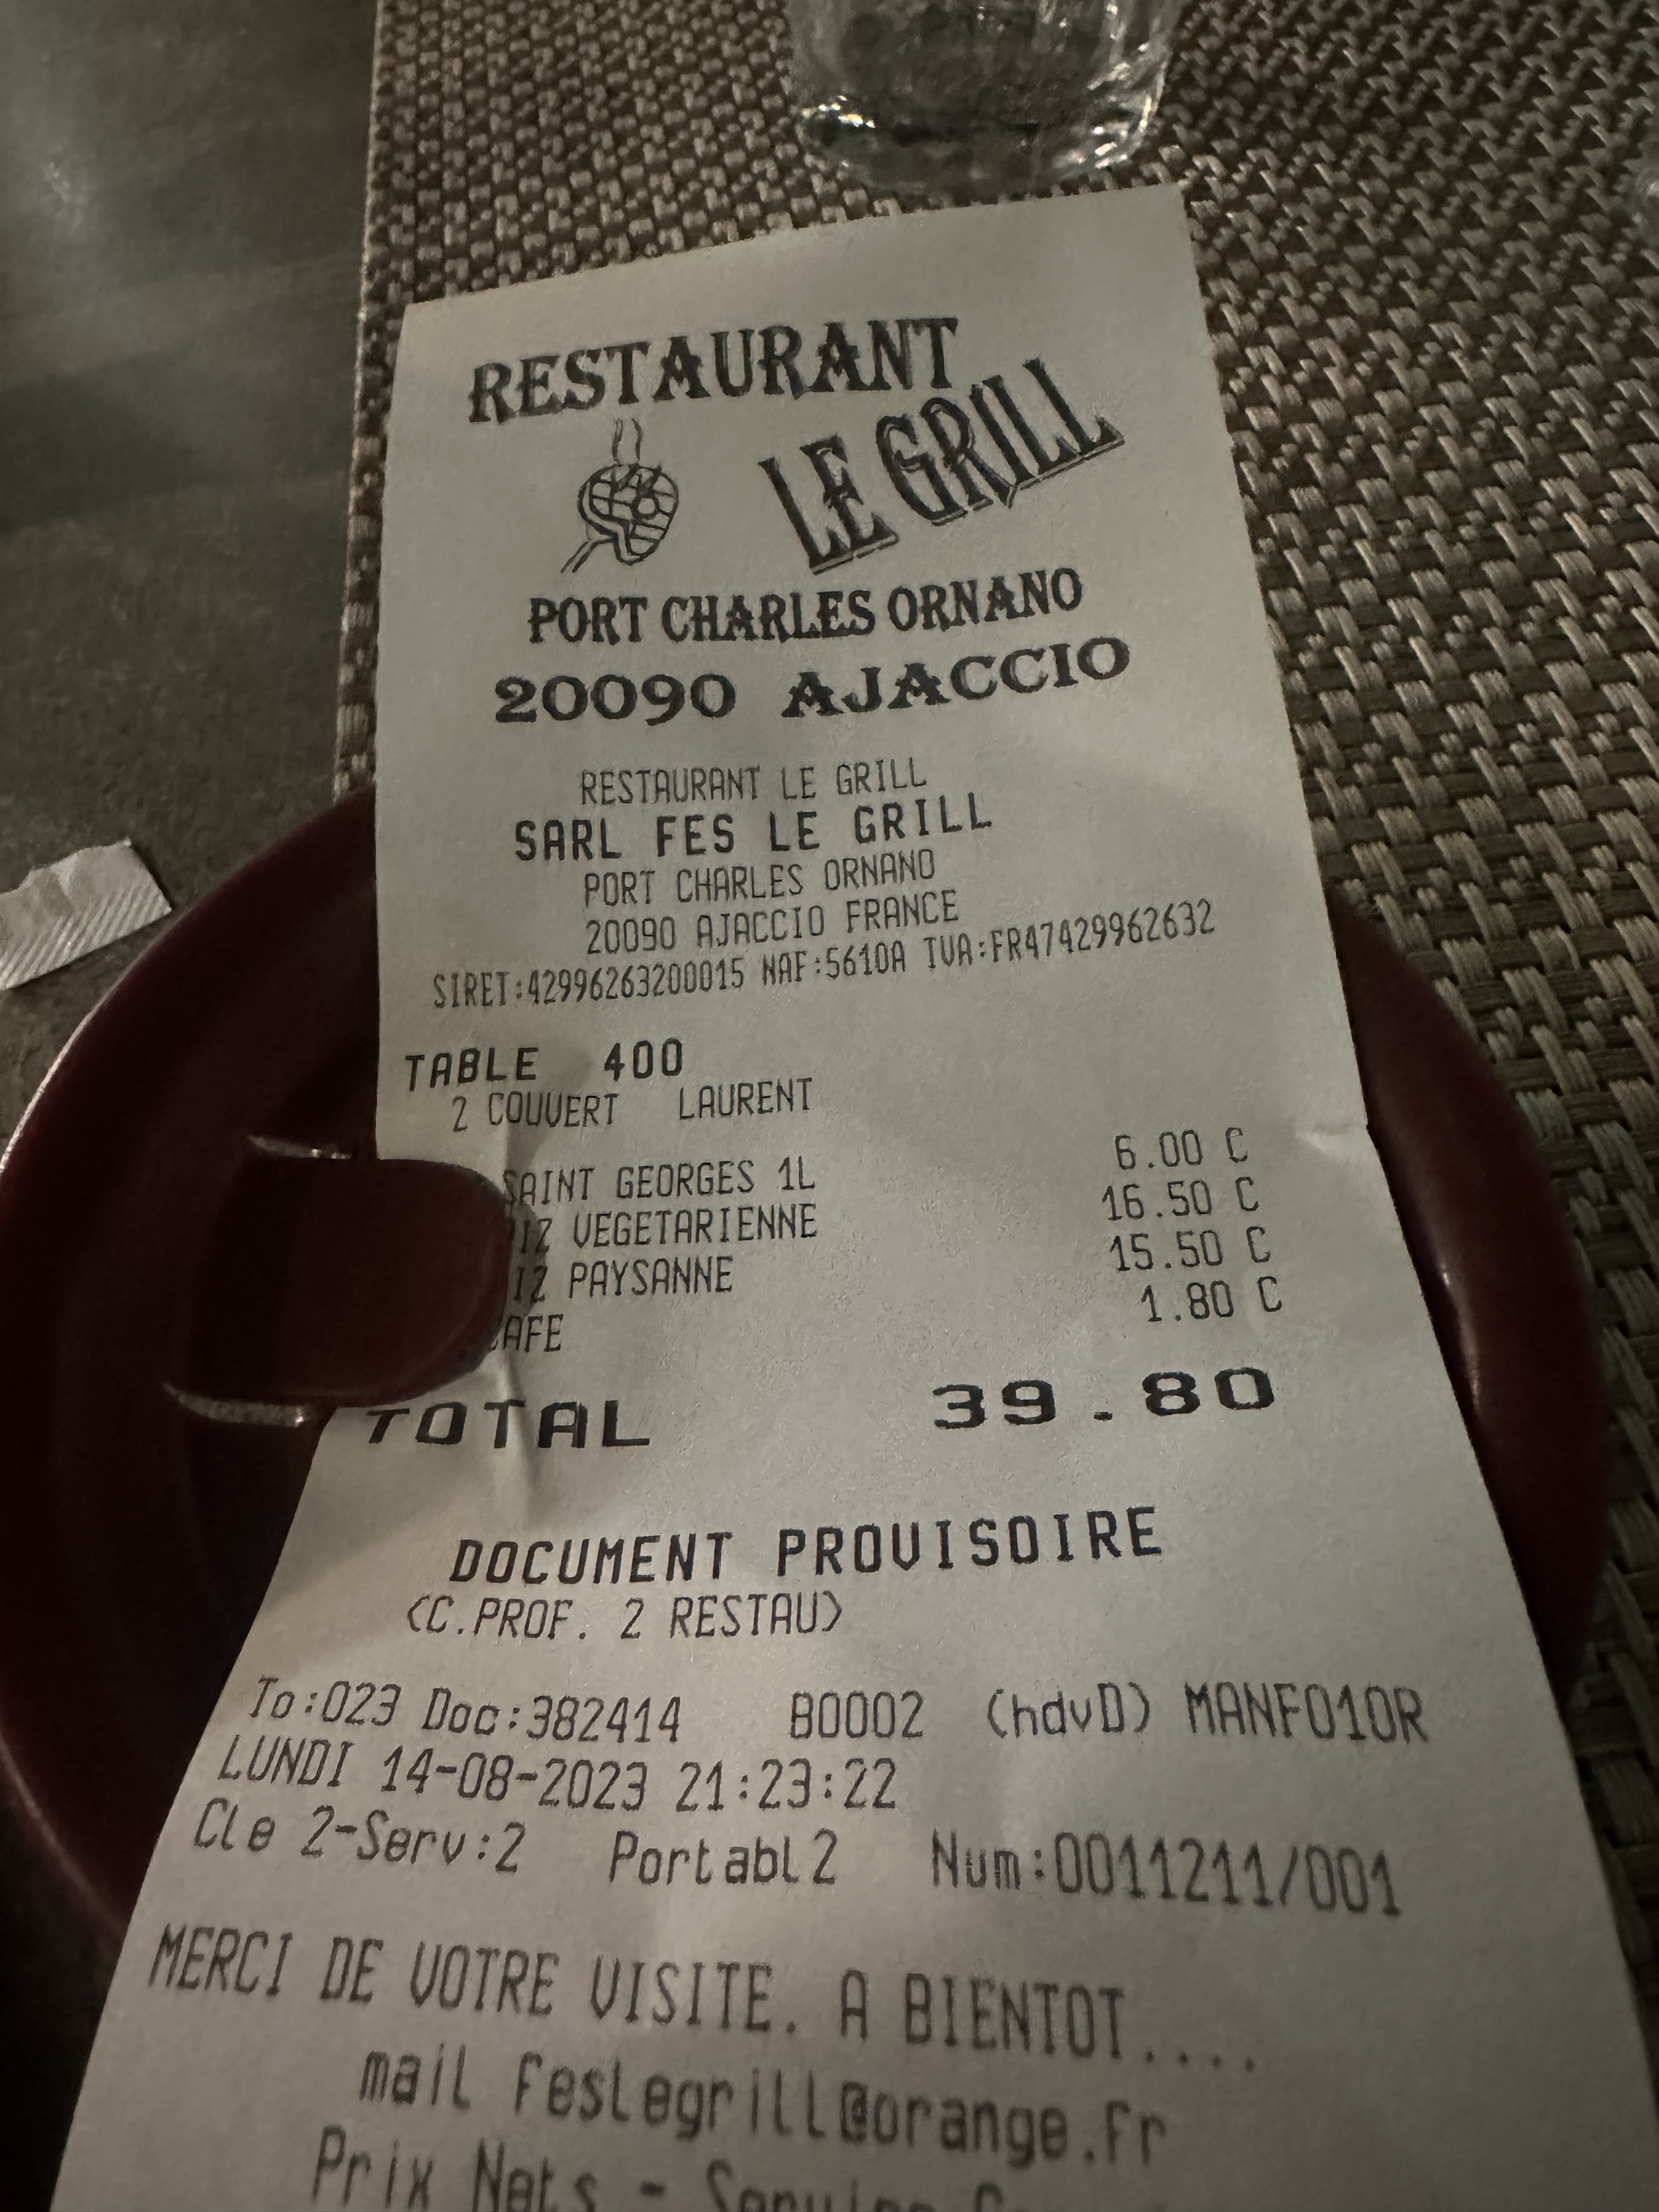 RESTAURANT
LE GRILL
PORT CHARLES ORNANO
20090 AJACCIO
RESTAURANT LE GRILL
SARL FES LE GRILL
PORT CHARLES ORNANO
20090 AJACCIO FRANCE
SIRET:42996263200015 NAF:5610A TVA:FR47429962632
TABLE 400
2 COUVERT LAURENT
SAINT GEORGES 1L 6.00 C
IZ VEGETARIENNE 16.50 C
IZ PAYSANNE 15.50 C
AFE 1.80 C
TOTAL 39.80
DOCUMENT PROVISOIRE
(C.PROF. 2 RESTAU)
To:023 Doc:382414 B0002 (hdvD) MANF010R
LUNDI 14-08-2023 21:23:22
Cle 2-Serv:2 Portabl2 Num:0011211/001
MERCI DE VOTRE VISITE. A BIENTOT....
mail feslegrill@orange.fr
Prix Nets - Service